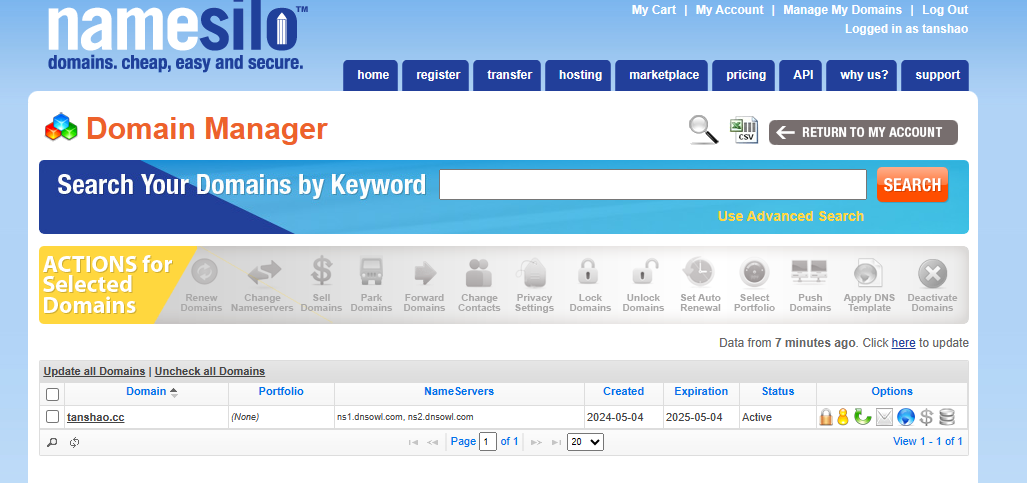 namesilo™
domains. cheap, easy and secure.
My Cart | My Account | Manage My Domains | Log Out
Logged in as tanshao
home register transfer hosting marketplace pricing API why us? support
Domain Manager
CSV
RETURN TO MY ACCOUNT
Search Your Domains by Keyword
SEARCH
Use Advanced Search
ACTIONS for Selected Domains
Renew Domains
Change Nameservers
Sell Domains
Park Domains
Forward Domains
Change Contacts
Privacy Settings
Lock Domains
Unlock Domains
Set Auto Renewal
Select Portfolio
Push Domains
Apply DNS Template
Deactivate Domains
Data from 7 minutes ago. Click here to update
Update all Domains | Uncheck all Domains
Domain Portfolio NameServers Created Expiration Status Options
tanshao.cc (None) ns1.dnsowl.com, ns2.dnsowl.com 2024-05-04 2025-05-04 Active
Page 1 of 1 20 View 1 - 1 of 1